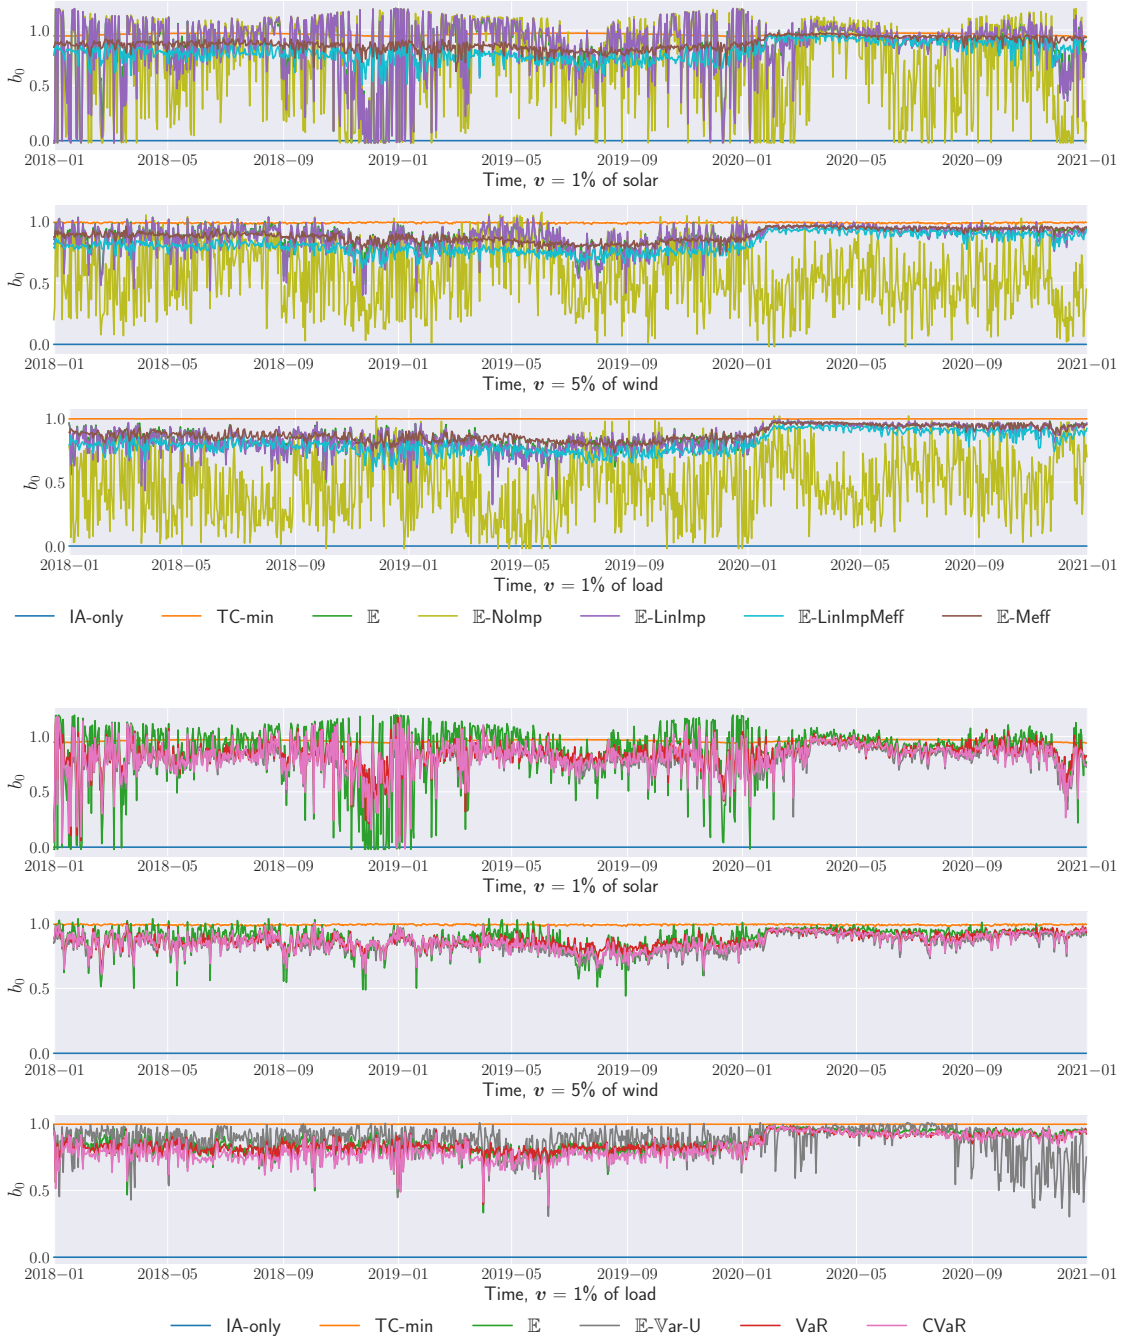 1.0
0.5
0.0
b₀
2018−01 2018−05 2018−09 2019−01 2019−05 2019−09 2020−01 2020−05 2020−09 2021−01
Time, v = 1% of solar
1.0
0.5
0.0
b₀
2018−01 2018−05 2018−09 2019−01 2019−05 2019−09 2020−01 2020−05 2020−09 2021−01
Time, v = 5% of wind
1.0
0.5
0.0
b₀
2018−01 2018−05 2018−09 2019−01 2019−05 2019−09 2020−01 2020−05 2020−09 2021−01
Time, v = 1% of load
IA-only TC-min 𝔼 𝔼-NoImp 𝔼-LinImp 𝔼-LinImpMeff 𝔼-Meff
1.0
0.5
0.0
b₀
2018−01 2018−05 2018−09 2019−01 2019−05 2019−09 2020−01 2020−05 2020−09 2021−01
Time, v = 1% of solar
1.0
0.5
0.0
b₀
2018−01 2018−05 2018−09 2019−01 2019−05 2019−09 2020−01 2020−05 2020−09 2021−01
Time, v = 5% of wind
1.0
0.5
0.0
b₀
2018−01 2018−05 2018−09 2019−01 2019−05 2019−09 2020−01 2020−05 2020−09 2021−01
Time, v = 1% of load
IA-only TC-min 𝔼 𝔼-𝕍ar-U VaR CVaR